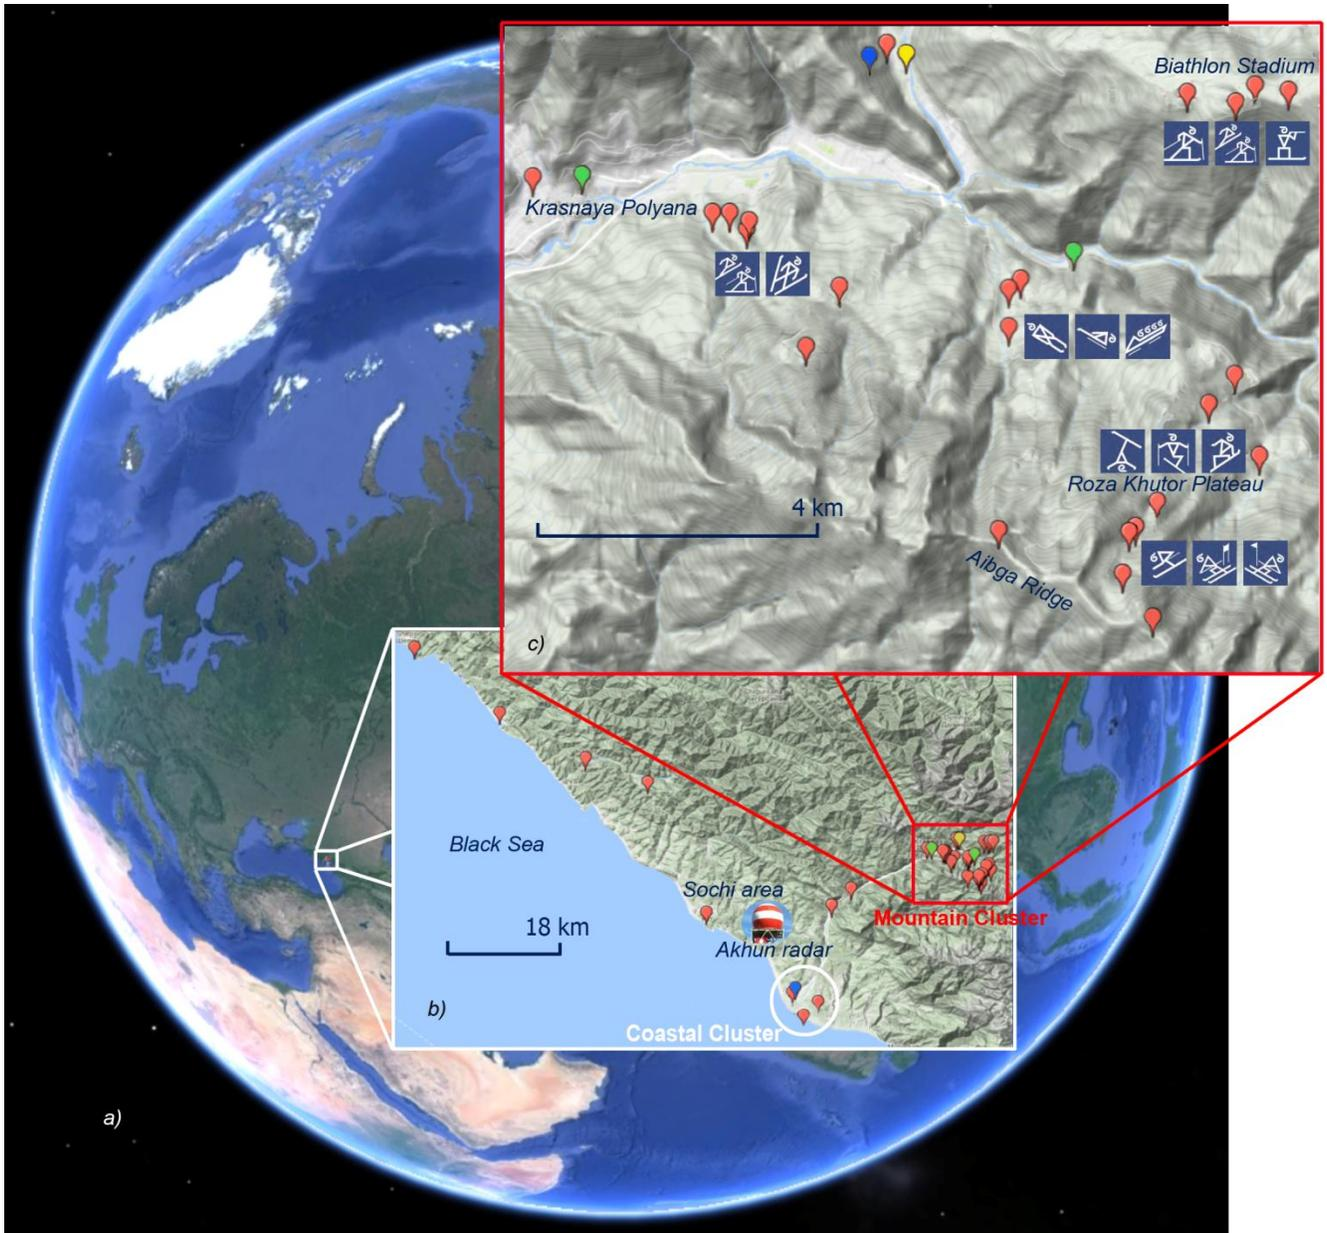 Biathlon Stadium
Krasnaya Polyana
Roza Khutor Plateau
4 km
Aibga Ridge
c)
Black Sea
Sochi area
Mountain Cluster
18 km
Akhun radar
b)
Coastal Cluster
a)